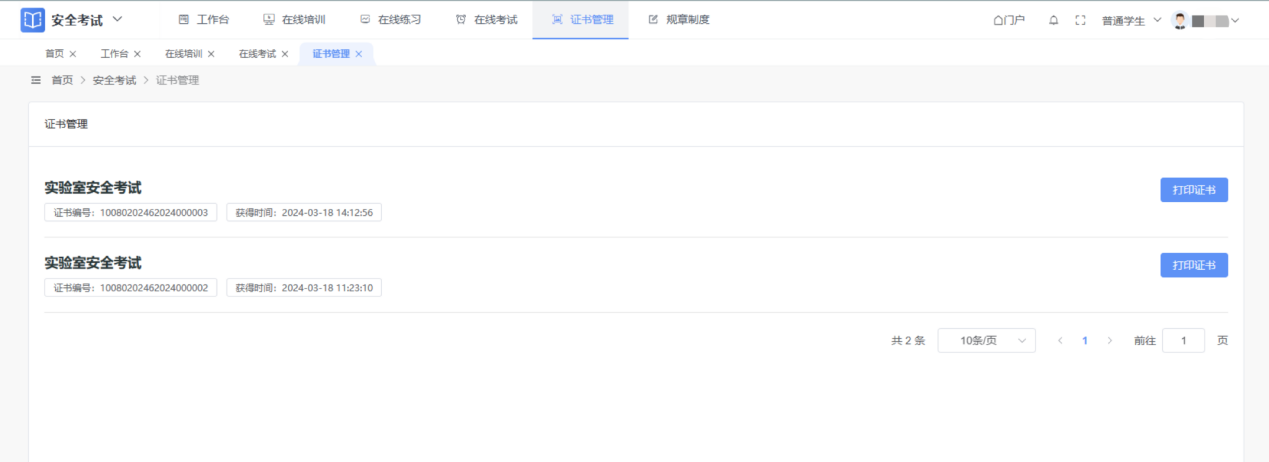 安全考试 工作台 在线培训 在线练习 在线考试 证书管理 规章制度 门户 普通学生
首页 工作台 在线培训 在线考试 证书管理
首页 > 安全考试 > 证书管理
证书管理
实验室安全考试 打印证书
证书编号：10080202462024000003 获得时间：2024-03-18 14:12:56
实验室安全考试 打印证书
证书编号：10080202462024000002 获得时间：2024-03-18 11:23:10
共 2 条 10条/页 1 前往 1 页